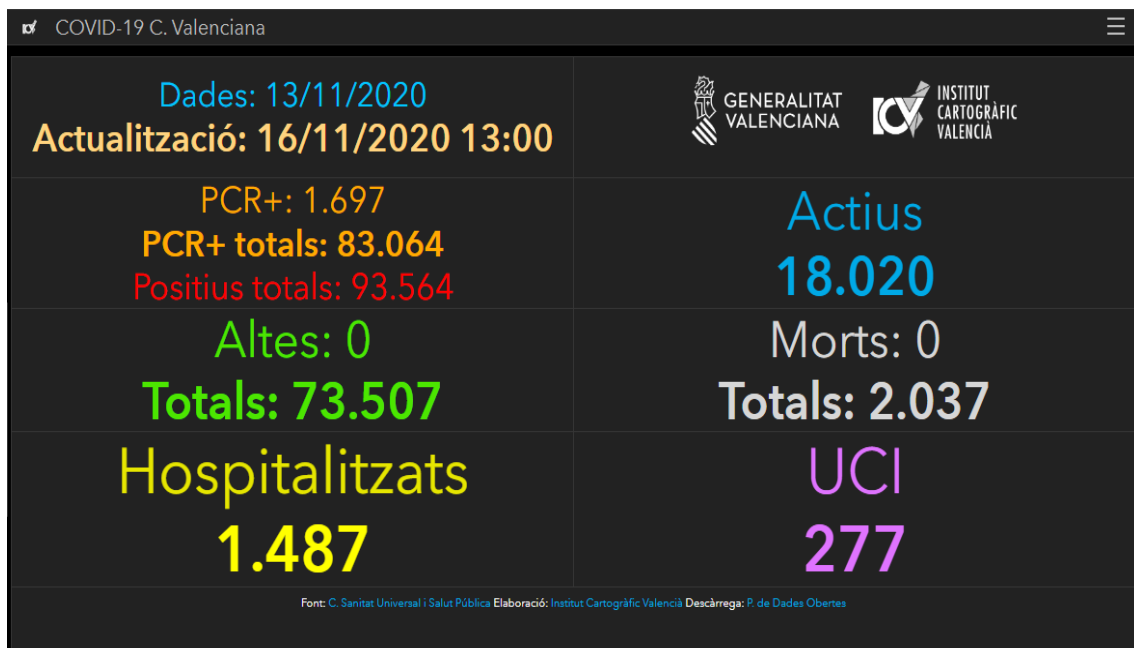 COVID-19 C. Valenciana
Dades: 13/11/2020
Actualització: 16/11/2020 13:00
GENERALITAT
VALENCIANA
INSTITUT
CARTOGRÀFIC
VALENCIÀ
PCR+: 1.697
PCR+ totals: 83.064
Positius totals: 93.564
Actius
18.020
Altes: 0
Totals: 73.507
Morts: 0
Totals: 2.037
Hospitalitzats
1.487
UCI
277
Font: C. Sanitat Universal i Salut Pública Elaboració: Institut Cartogràfic Valencià Descàrrega: P. de Dades Obertes